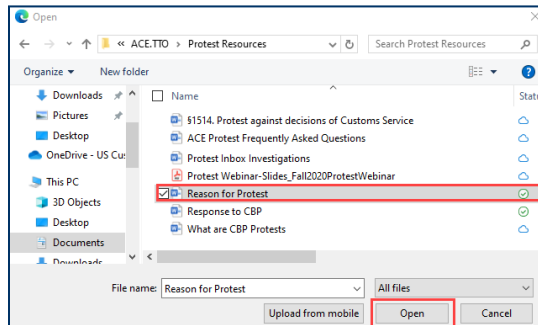 Open
« ACE.TTO > Protest Resources
Search Protest Resources
Organize
New folder
Downloads
Name
Statu
Pictures
§1514. Protest against decisions of Customs Service
Desktop
ACE Protest Frequently Asked Questions
OneDrive - US Cus
Protest Inbox Investigations
Protest Webinar-Slides_Fall2020ProtestWebinar
This PC
Reason for Protest
3D Objects
Response to CBP
Desktop
What are CBP Protests
Documents
Downloads
File name: Reason for Protest
All files
Upload from mobile
Open
Cancel